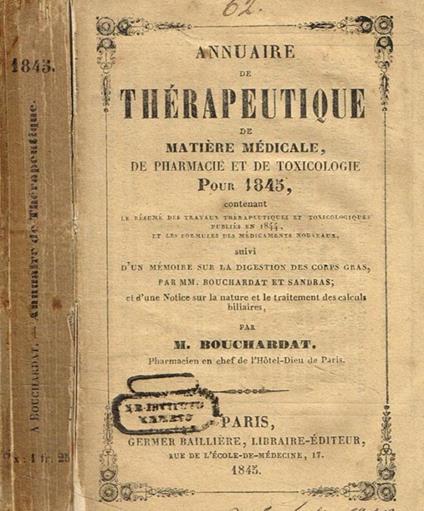 62.
ANNUAIRE
DE
THÉRAPEUTIQUE
DE
MATIÈRE MÉDICALE,
DE PHARMACIE ET DE TOXICOLOGIE
POUR 1845,
contenant
LE RÉSUMÉ DES TRAVAUX THÉRAPEUTIQUES ET TOXICOLOGIQUES
PUBLIÉS EN 1844,
ET LES FORMULES DES MÉDICAMENTS NOUVEAUX,
suivi
D'UN MÉMOIRE SUR LA DIGESTION DES CORPS GRAS,
PAR MM. BOUCHARDAT ET SANDRAS;
et d'une Notice sur la nature et le traitement des calculs
biliaires,
PAR
M. BOUCHARDAT.
Pharmacien en chef de l'Hôtel-Dieu de Paris.
PARIS,
GERMER BAILLIÈRE, LIBRAIRE-ÉDITEUR,
RUE DE L'ÉCOLE-DE-MÉDECINE, 17.
1845.
A BOUCHARDAT. — Annuaire de Thérapeutique. 1845.
x : 1 fr. 25